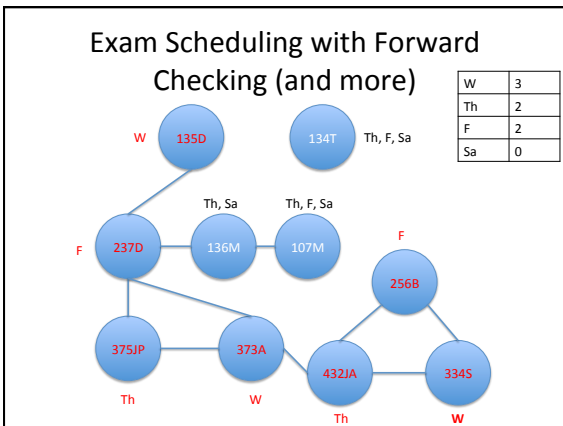 Exam Scheduling with Forward
Checking (and more)
W 3
Th 2
F 2
Sa 0
W 135D 134T Th, F, Sa
Th, Sa Th, F, Sa
F 237D 136M 107M
F
256B
375JP 373A 432JA 334S
Th W Th W